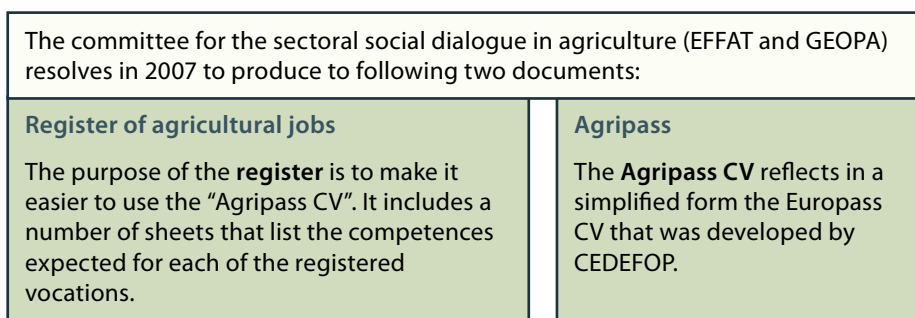 The committee for the sectoral social dialogue in agriculture (EFFAT and GEOPA)
resolves in 2007 to produce to following two documents:
Register of agricultural jobs
The purpose of the register is to make it
easier to use the “Agripass CV”. It includes a
number of sheets that list the competences
expected for each of the registered
vocations.
Agripass
The Agripass CV reflects in a
simplified form the Europass
CV that was developed by
CEDEFOP.